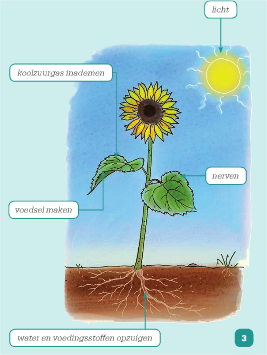 licht
koolzuurgas inademen
nerven
voedsel maken
water en voedingsstoffen opzuigen
3